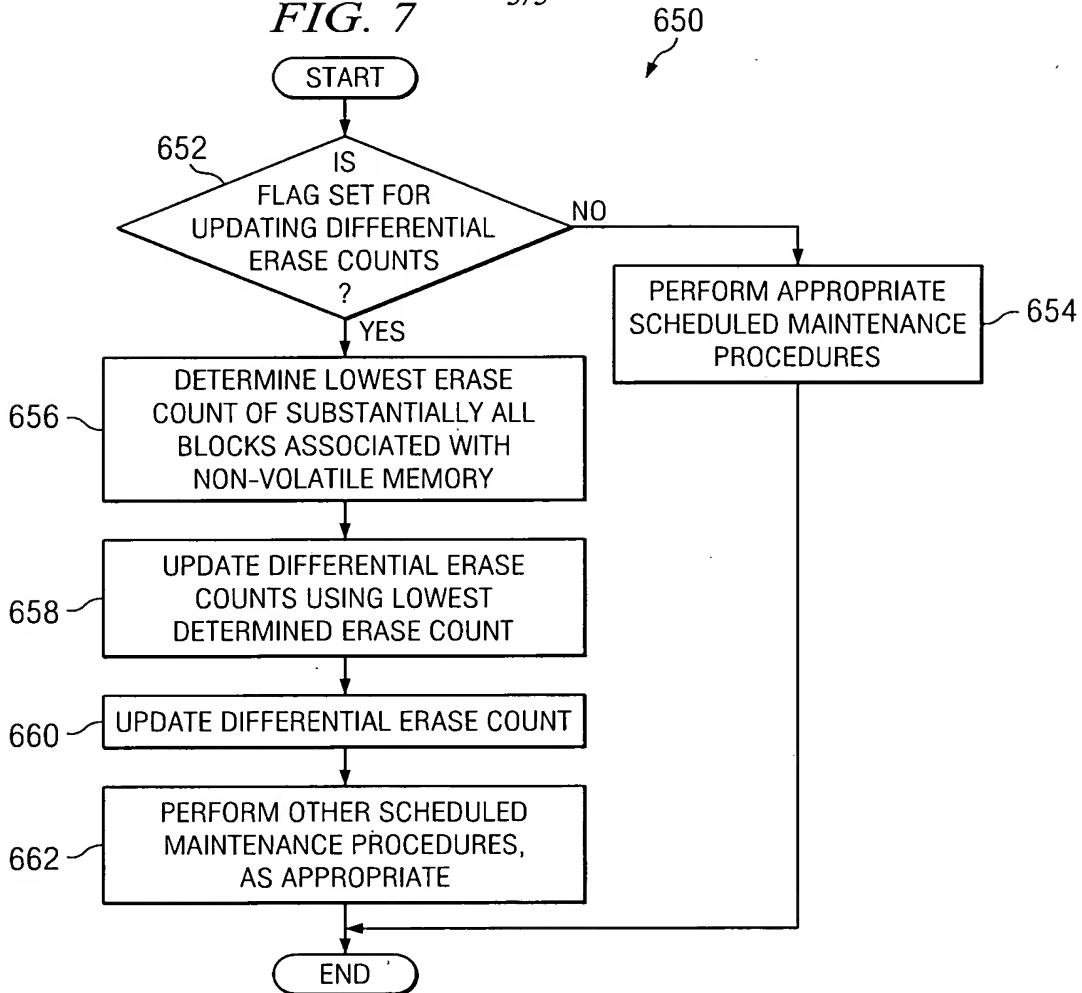 FIG. 7
650
START
652
IS
FLAG SET FOR
UPDATING DIFFERENTIAL
ERASE COUNTS
?
NO
YES
PERFORM APPROPRIATE
SCHEDULED MAINTENANCE
PROCEDURES
654
656
DETERMINE LOWEST ERASE
COUNT OF SUBSTANTIALLY ALL
BLOCKS ASSOCIATED WITH
NON-VOLATILE MEMORY
658
UPDATE DIFFERENTIAL ERASE
COUNTS USING LOWEST
DETERMINED ERASE COUNT
660
UPDATE DIFFERENTIAL ERASE COUNT
662
PERFORM OTHER SCHEDULED
MAINTENANCE PROCEDURES,
AS APPROPRIATE
END